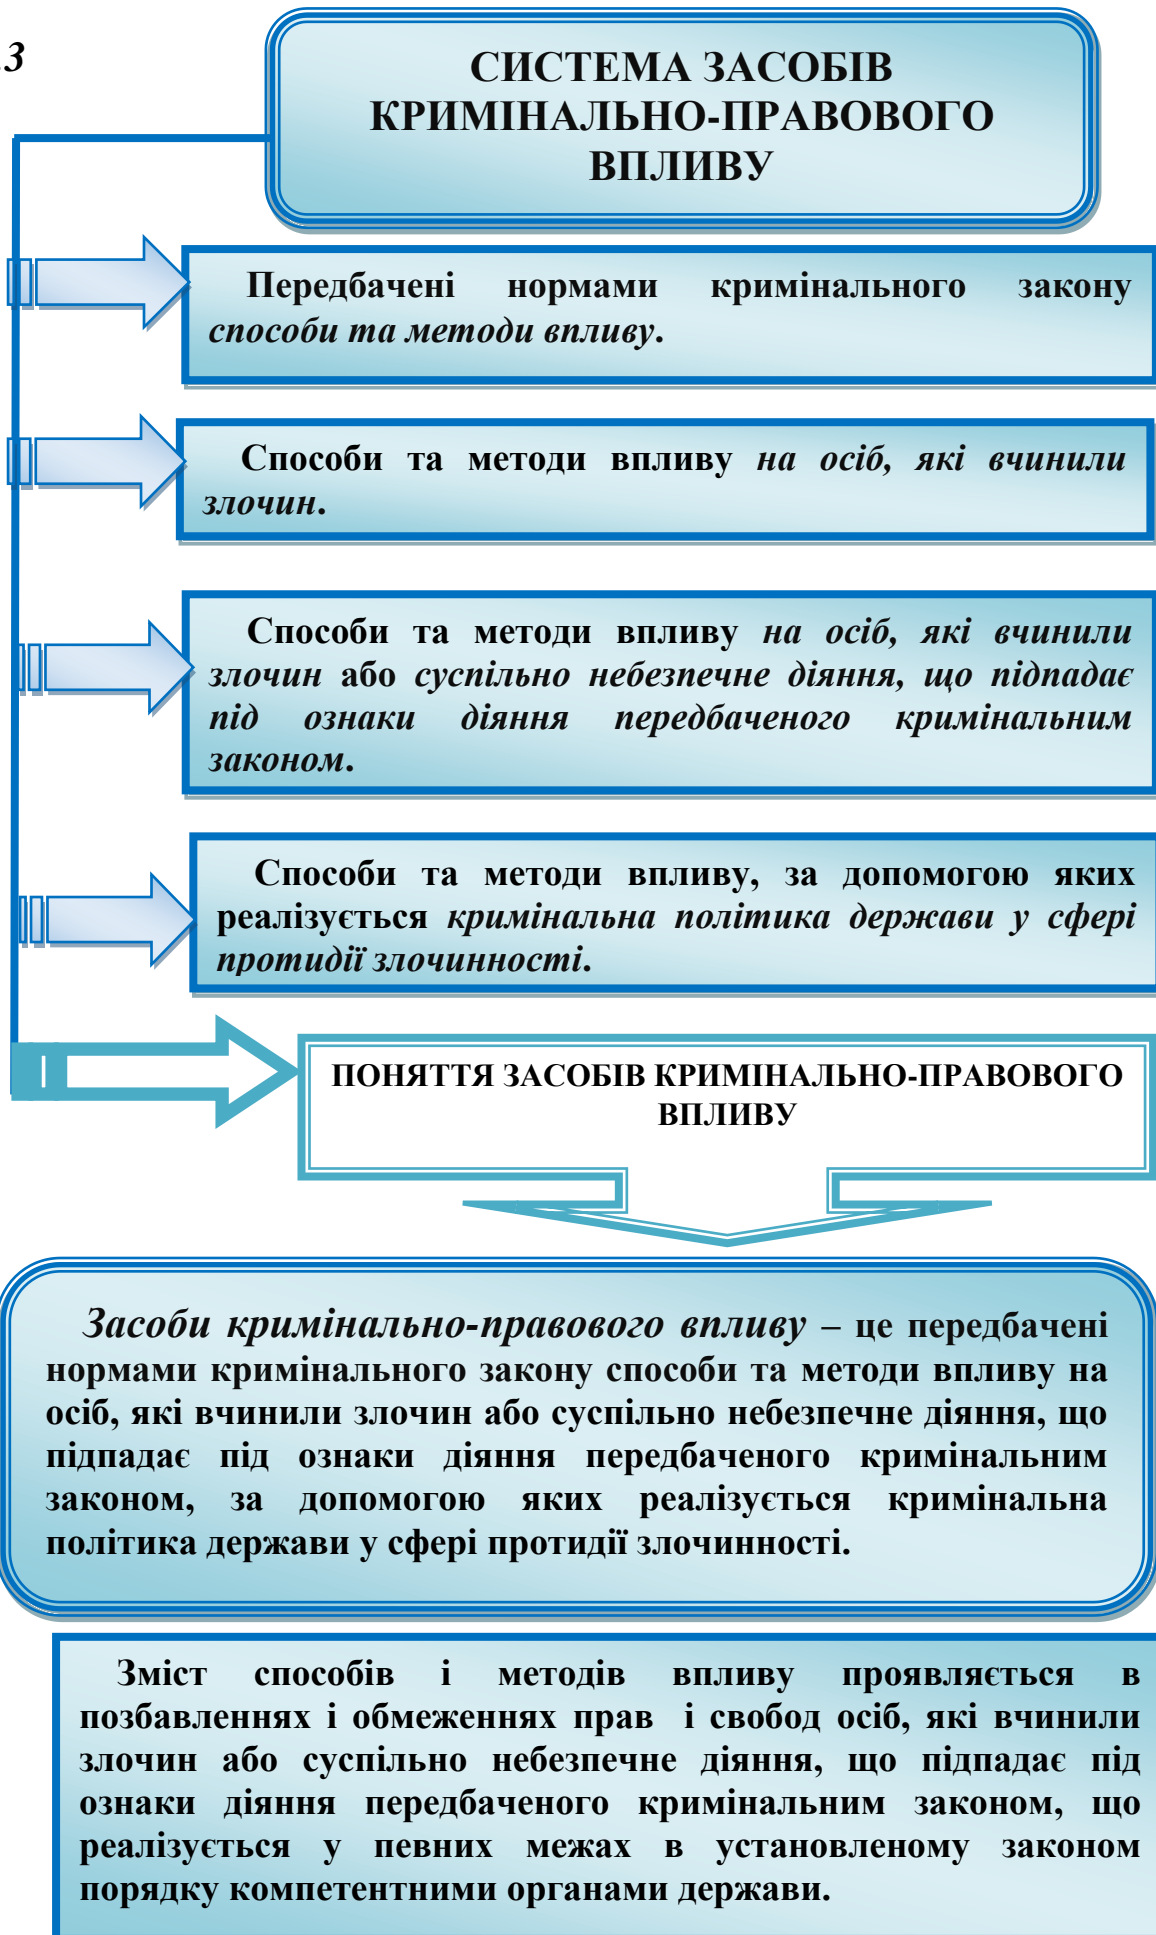 .3
СИСТЕМА ЗАСОБІВ
КРИМІНАЛЬНО-ПРАВОВОГО
ВПЛИВУ
Передбачені нормами кримінального закону
способи та методи впливу.
Способи та методи впливу на осіб, які вчинили
злочин.
Способи та методи впливу на осіб, які вчинили
злочин або суспільно небезпечне діяння, що підпадає
під ознаки діяння передбаченого кримінальним
законом.
Способи та методи впливу, за допомогою яких
реалізується кримінальна політика держави у сфері
протидії злочинності.
ПОНЯТТЯ ЗАСОБІВ КРИМІНАЛЬНО-ПРАВОВОГО
ВПЛИВУ
Засоби кримінально-правового впливу – це передбачені
нормами кримінального закону способи та методи впливу на
осіб, які вчинили злочин або суспільно небезпечне діяння, що
підпадає під ознаки діяння передбаченого кримінальним
законом, за допомогою яких реалізується кримінальна
політика держави у сфері протидії злочинності.
Зміст способів і методів впливу проявляється в
позбавленнях і обмеженнях прав і свобод осіб, які вчинили
злочин або суспільно небезпечне діяння, що підпадає під
ознаки діяння передбаченого кримінальним законом, що
реалізується у певних межах в установленому законом
порядку компетентними органами держави.